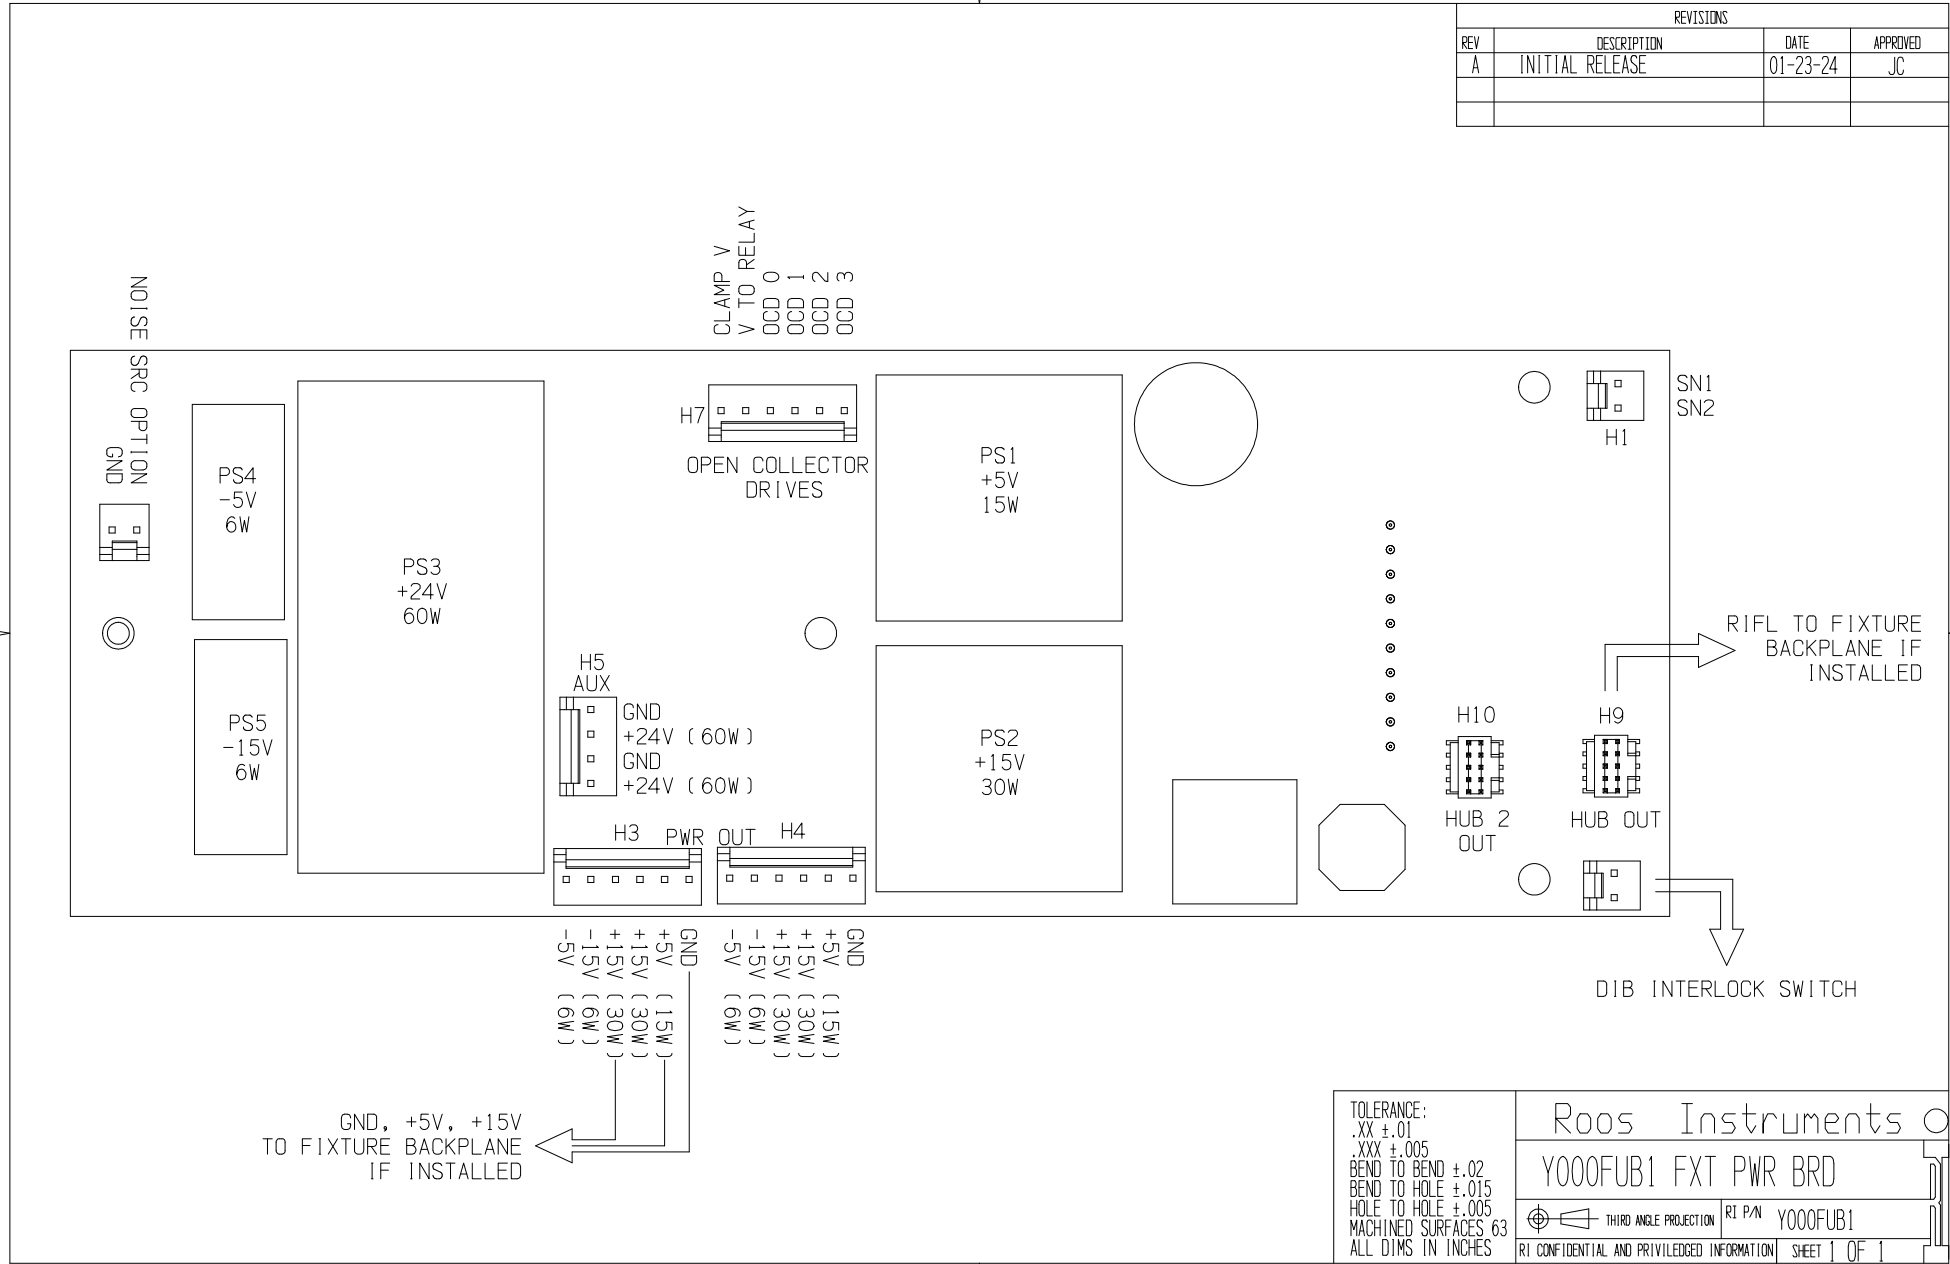 REVISIONS
REV DESCRIPTION DATE APPROVED
A INITIAL RELEASE 01-23-24 JC
CLAMP V
V TO RELAY
OCD 0
OCD 1
OCD 2
OCD 3
NOISE SRC OPTION
GND
H7
OPEN COLLECTOR
DRIVES
PS4
-5V
6W
PS3
+24V
60W
PS1
+5V
15W
SN1
SN2
H1
PS5
-15V
6W
H5
AUX
GND
+24V (60W)
GND
+24V (60W)
PS2
+15V
30W
RIFL TO FIXTURE
BACKPLANE IF
INSTALLED
H10
HUB 2
OUT
H9
HUB OUT
H3 PWR OUT H4
-5V (6W)
-15V (6W)
+15V (30W)
+15V (30W)
+5V (15W)
GND
-5V (6W)
-15V (6W)
+15V (30W)
+15V (30W)
+5V (15W)
GND
DIB INTERLOCK SWITCH
GND, +5V, +15V
TO FIXTURE BACKPLANE
IF INSTALLED
TOLERANCE:
.XX ±.01
.XXX ±.005
BEND TO BEND ±.02
BEND TO HOLE ±.015
HOLE TO HOLE ±.005
MACHINED SURFACES 63
ALL DIMS IN INCHES
Roos Instruments
Y000FUB1 FXT PWR BRD
THIRD ANGLE PROJECTION
RI P/N Y000FUB1
RI CONFIDENTIAL AND PRIVILEDGED INFORMATION
SHEET 1 OF 1